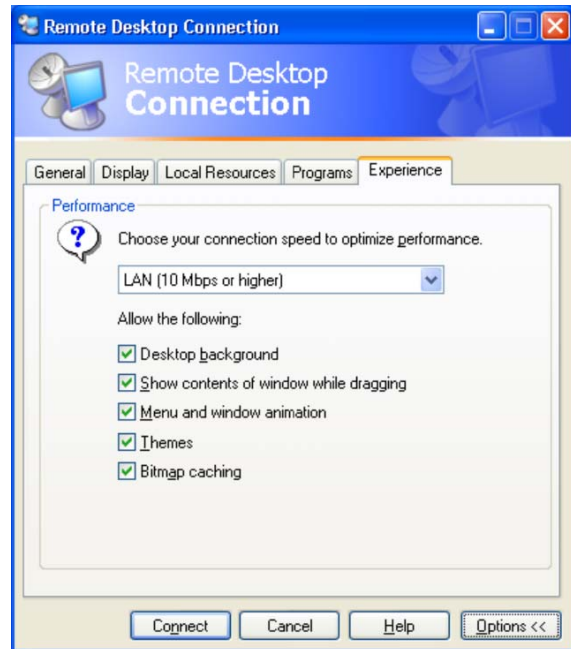 Remote Desktop Connection
Remote Desktop
Connection
General Display Local Resources Programs Experience
Performance
Choose your connection speed to optimize performance.
LAN (10 Mbps or higher)
Allow the following:
Desktop background
Show contents of window while dragging
Menu and window animation
Themes
Bitmap caching
Connect Cancel Help Options <<